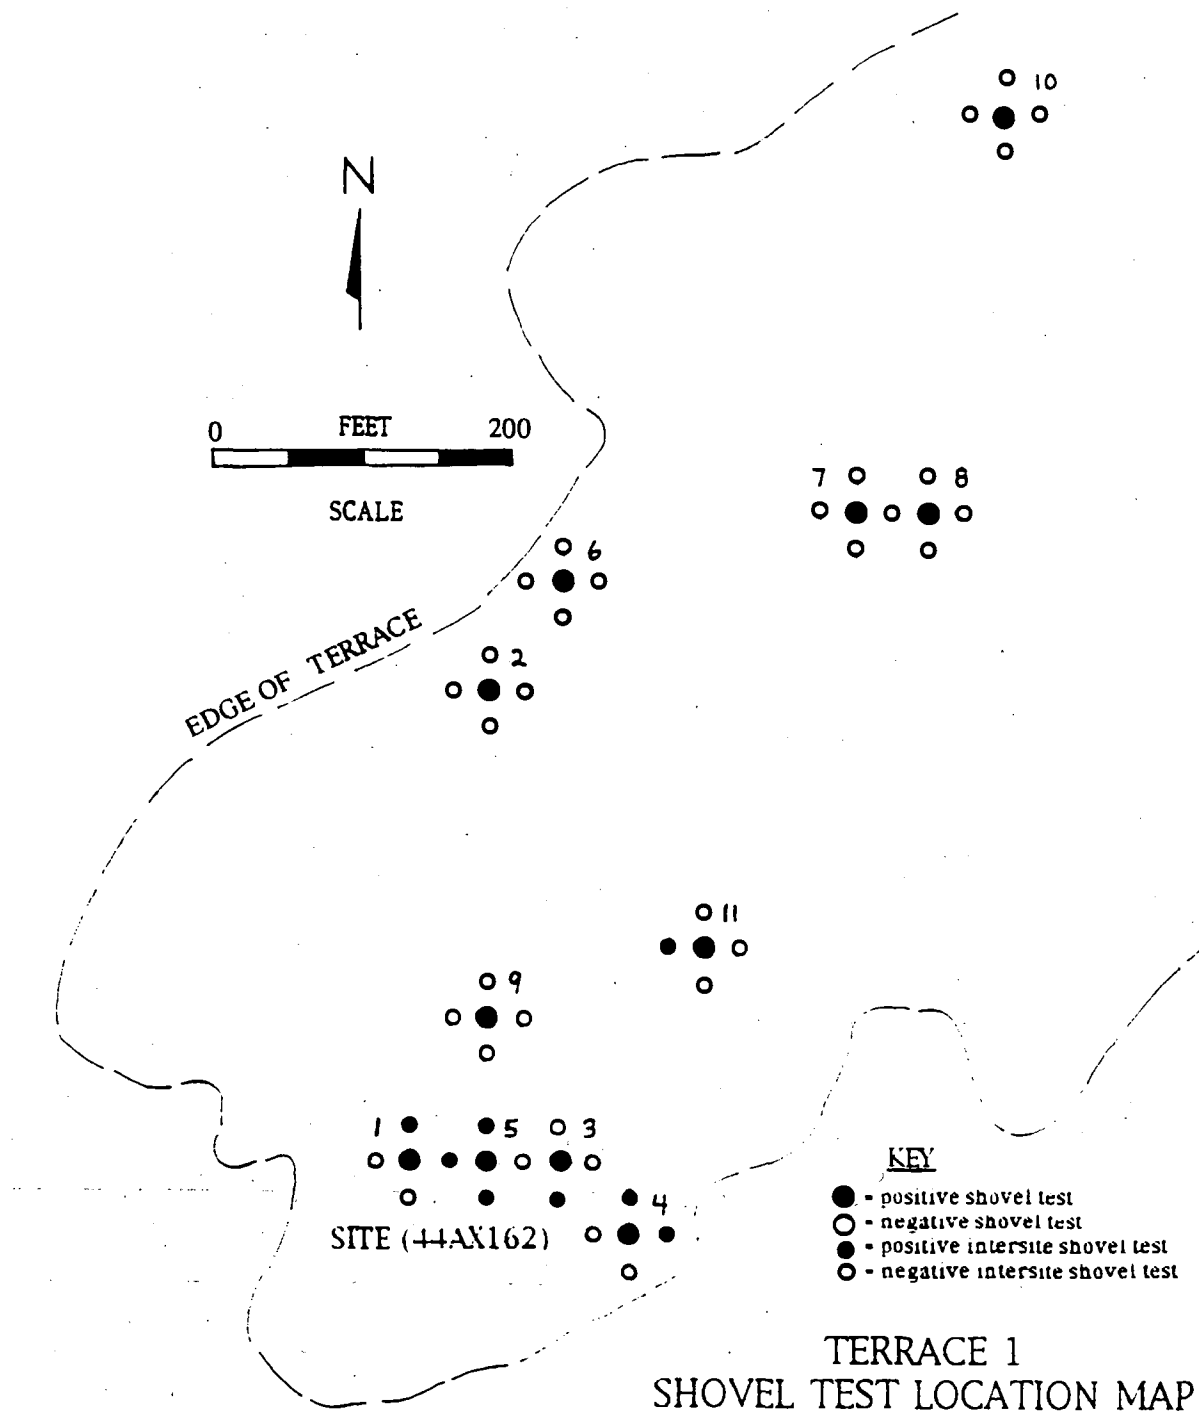 10
N
0 FEET 200
SCALE
7 8
6
EDGE OF TERRACE
2
11
9
1 5 3
4
SITE (44AX162)
KEY
- positive shovel test
- negative shovel test
- positive intersite shovel test
- negative intersite shovel test
TERRACE 1
SHOVEL TEST LOCATION MAP